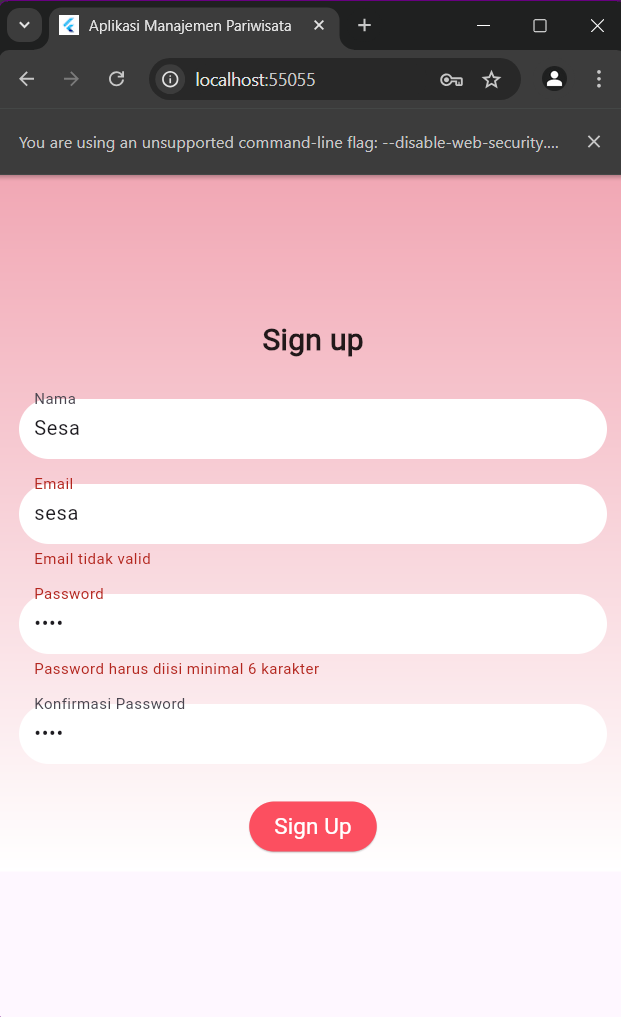 Aplikasi Manajemen Pariwisata
localhost:55055
You are using an unsupported command-line flag: --disable-web-security....
Sign up
Nama
Sesa
Email
sesa
Email tidak valid
Password
••••
Password harus diisi minimal 6 karakter
Konfirmasi Password
••••
Sign Up